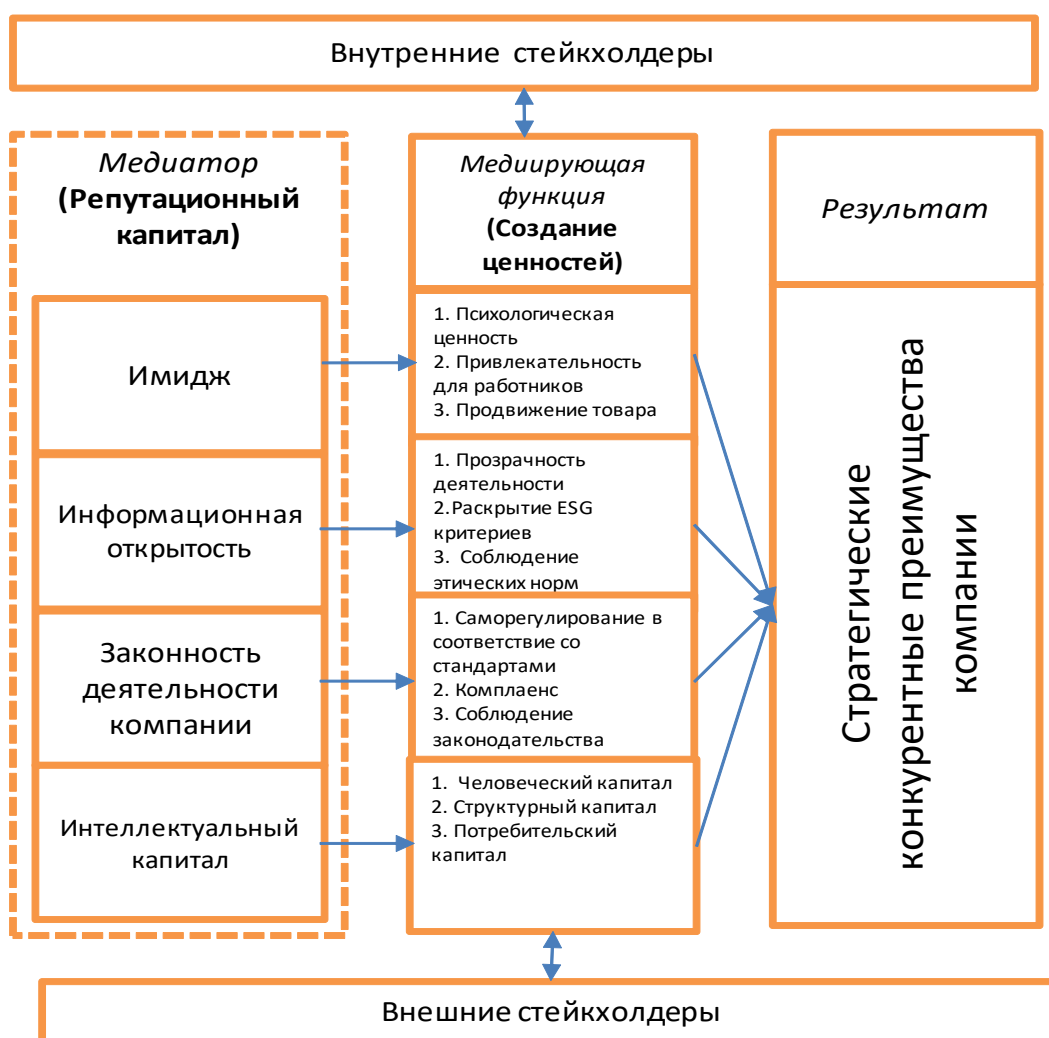 Внутренние стейкхолдеры
Медиатор
(Репутационный
капитал)
Имидж
Информационная
открытость
Законность
деятельности
компании
Интеллектуальный
капитал
Медиирующая
функция
(Создание
ценностей)
1. Психологическая
ценность
2. Привлекательность
для работников
3. Продвижение товара
1. Прозрачность
деятельности
2.Раскрытие ESG
критериев
3. Соблюдение
этических норм
1. Саморегулирование в
соответствие со
стандартами
2. Комплаенс
3. Соблюдение
законодательства
1. Человеческий капитал
2. Структурный капитал
3. Потребительский
капитал
Результат
Стратегические
конкурентные преимущества
компании
Внешние стейкхолдеры